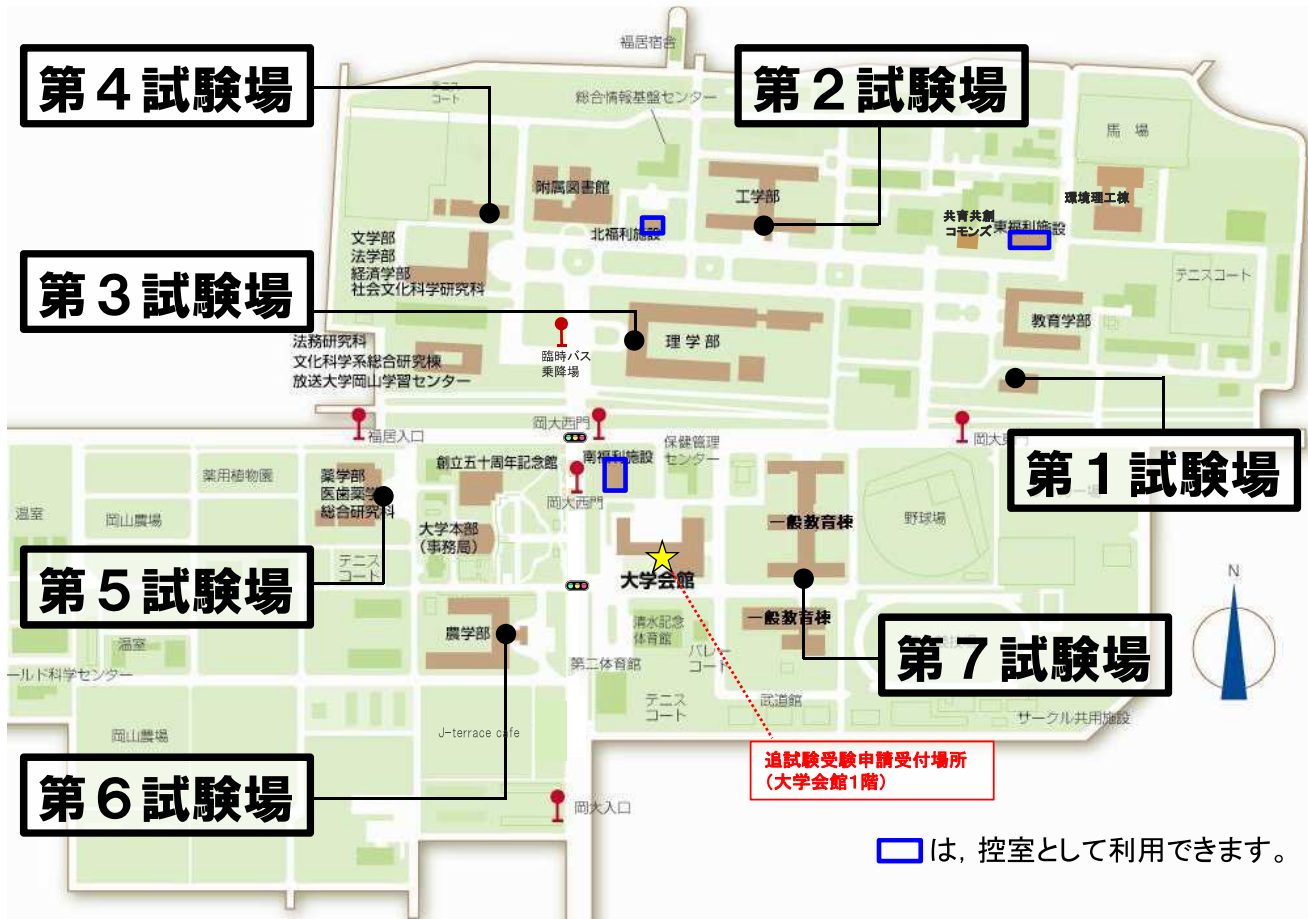 福居宿舎
第４試験場
第２試験場
テニス
コート
総合情報基盤センター
馬 場
附属図書館
工学部
環境理工棟
共育共創
コモンズ
東福利施設
北福利施設
文学部
法学部
経済学部
社会文化科学研究科
第３試験場
テニスコート
教育学部
法務研究科
文化科学系総合研究棟
放送大学岡山学習センター
臨時バス
乗降場
理 学 部
福居入口
岡大西門
保健管理
センター
岡大東門
第１試験場
薬用植物園
薬学部
医歯薬学
総合研究科
創立五十周年記念館
南福利施設
岡大西門
温室
岡山農場
大学本部
（事務局）
一般教育棟
野球場
テニス
コート
第５試験場
大学会館
N
温室
農学部
清水記念
体育館
一般教育棟
バレー
コート
第７試験場
ールド科学センター
第二体育館
テニス
コート
武道館
サークル共用施設
岡山農場
J-terrace cafe
第６試験場
追試験受験申請受付場所
（大学会館1階）
岡大入口
は，控室として利用できます。